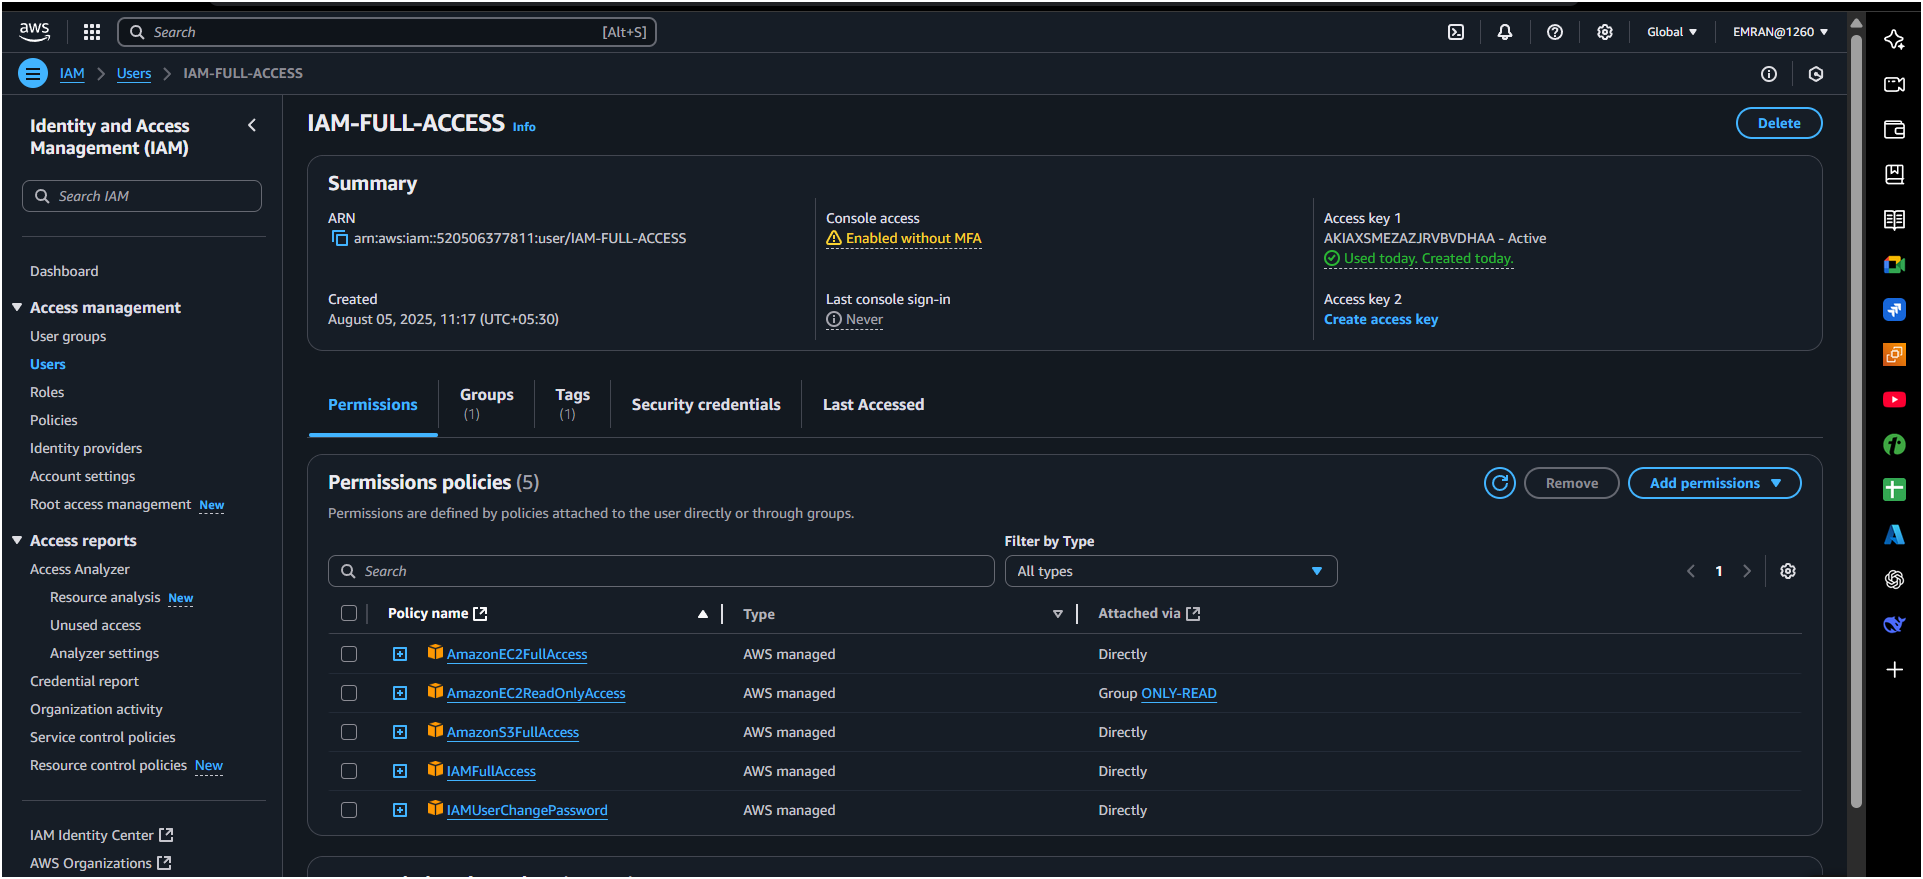 aws
Search [Alt+S]
Global
EMRAN@1260
IAM
Users
IAM-FULL-ACCESS
Identity and Access
Management (IAM)
Search IAM
Dashboard
Access management
User groups
Users
Roles
Policies
Identity providers
Account settings
Root access management New
Access reports
Access Analyzer
Resource analysis New
Unused access
Analyzer settings
Credential report
Organization activity
Service control policies
Resource control policies New
IAM Identity Center
AWS Organizations
IAM-FULL-ACCESS Info
Delete
Summary
ARN
arn:aws:iam::520506377811:user/IAM-FULL-ACCESS
Created
August 05, 2025, 11:17 (UTC+05:30)
Console access
Enabled without MFA
Last console sign-in
Never
Access key 1
AKIAXSMEZAZJRVBVDHAA - Active
Used today. Created today.
Access key 2
Create access key
Permissions
Groups
(1)
Tags
(1)
Security credentials
Last Accessed
Permissions policies (5)
Remove
Add permissions
Permissions are defined by policies attached to the user directly or through groups.
Filter by Type
Search
All types
1
Policy name Type Attached via
AmazonEC2FullAccess AWS managed Directly
AmazonEC2ReadOnlyAccess AWS managed Group ONLY-READ
AmazonS3FullAccess AWS managed Directly
IAMFullAccess AWS managed Directly
IAMUserChangePassword AWS managed Directly